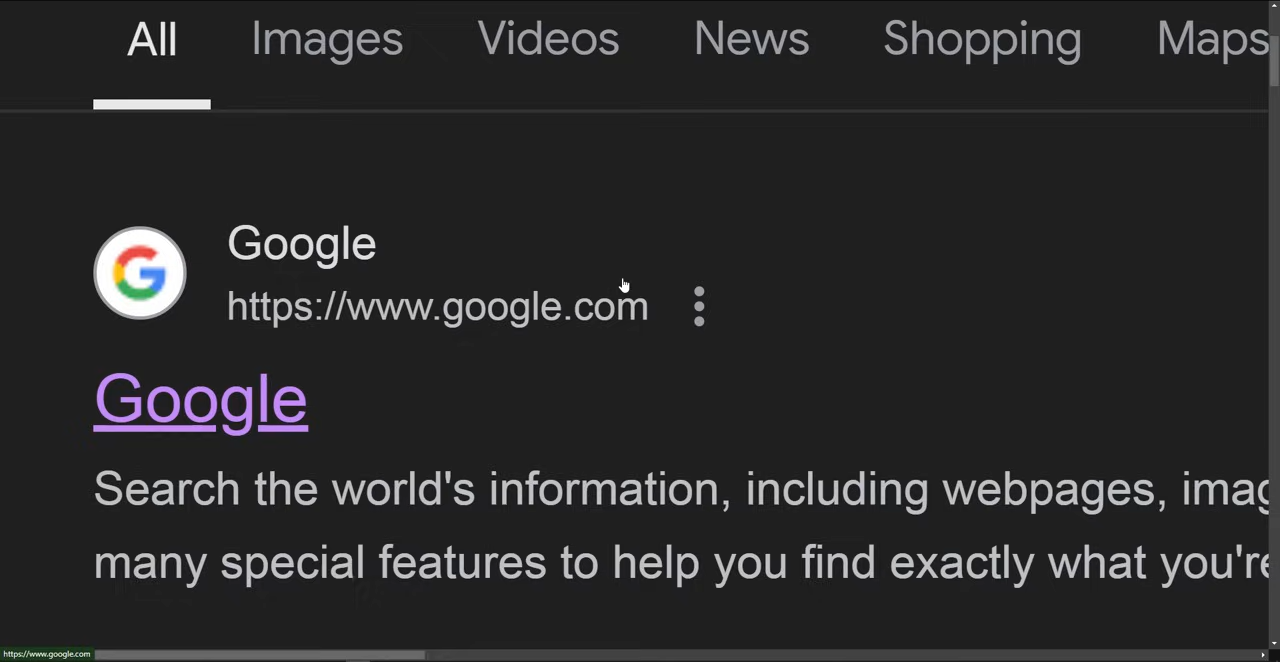 All Images Videos News Shopping Maps
Google
https://www.google.com
Google
Search the world's information, including webpages, imag
many special features to help you find exactly what you're
https://www.google.com